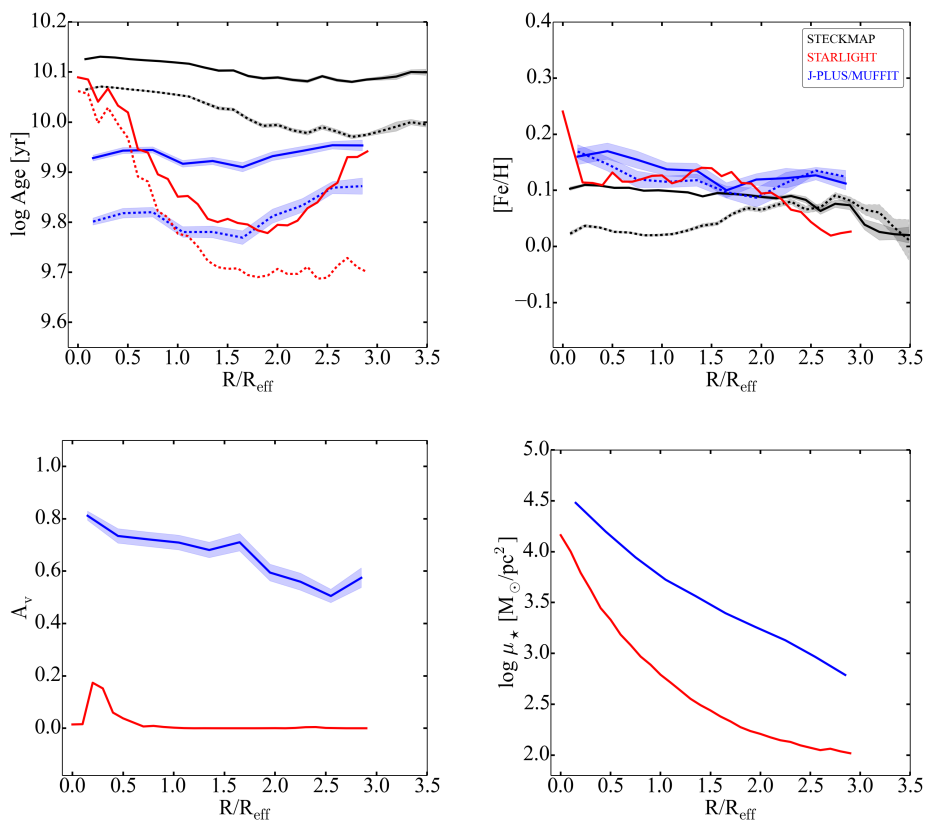 10.2
10.1
10.0
9.9
9.8
9.7
9.6
log Age [yr]
0.0 0.5 1.0 1.5 2.0 2.5 3.0 3.5
R/R_eff
0.4
0.3
0.2
0.1
0.0
−0.1
[Fe/H]
STECKMAP
STARLIGHT
J-PLUS/MUFFIT
0.0 0.5 1.0 1.5 2.0 2.5 3.0 3.5
R/R_eff
1.0
0.8
0.6
0.4
0.2
0.0
A_v
0.0 0.5 1.0 1.5 2.0 2.5 3.0 3.5
R/R_eff
5.0
4.5
4.0
3.5
3.0
2.5
2.0
log μ⋆ [M⊙/pc²]
0.0 0.5 1.0 1.5 2.0 2.5 3.0 3.5
R/R_eff